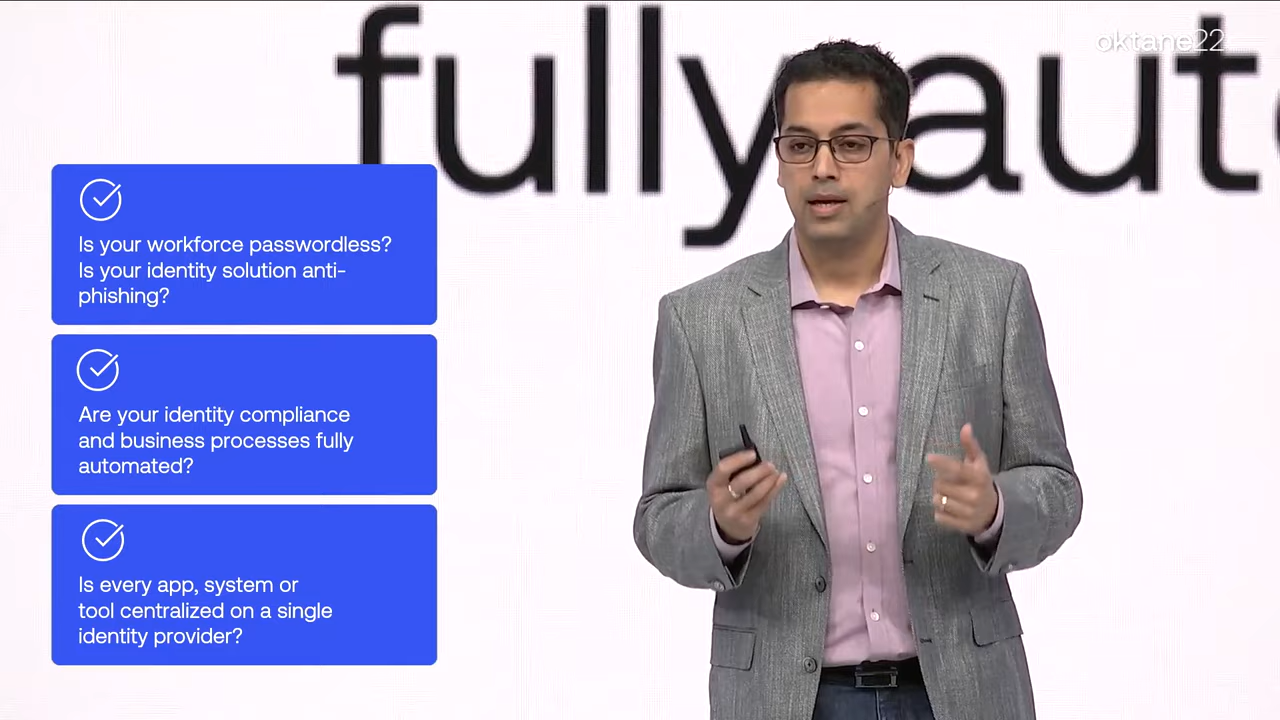 fully aut
oktane22
Is your workforce passwordless?
Is your identity solution anti-
phishing?
Are your identity compliance
and business processes fully
automated?
Is every app, system or
tool centralized on a single
identity provider?